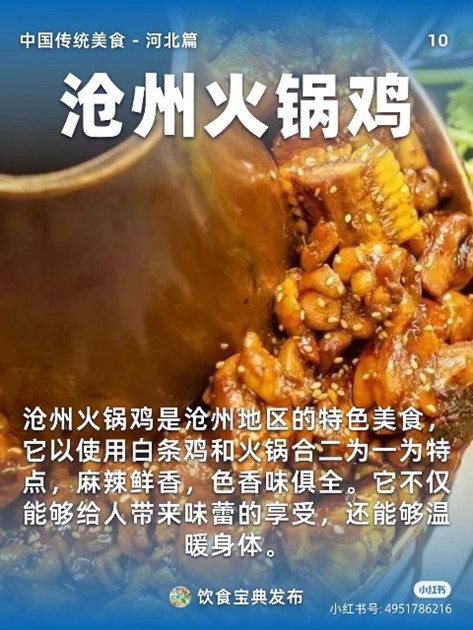 中国传统美食 - 河北篇
10
沧州火锅鸡
沧州火锅鸡是沧州地区的特色美食，
它以使用白条鸡和火锅合二为一为特
点，麻辣鲜香，色香味俱全。它不仅
能够给人带来味蕾的享受，还能够温
暖身体。
饮食宝典发布
小红书
小红书号: 4951786216